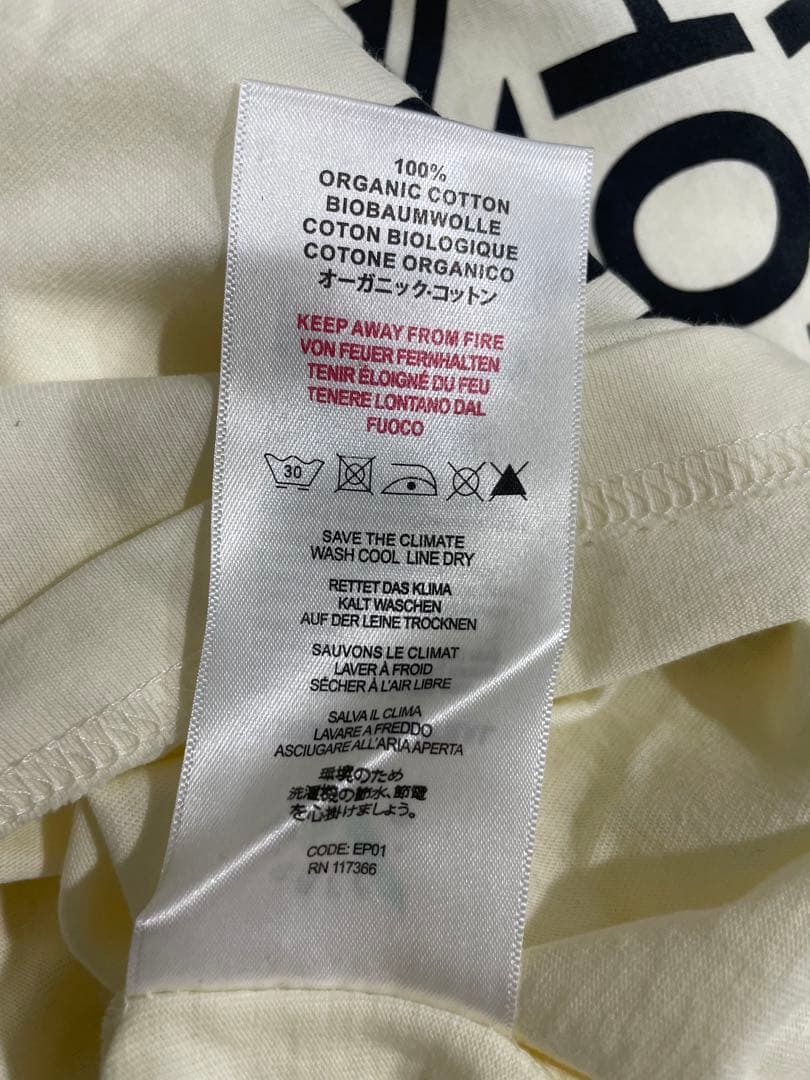 100%
ORGANIC COTTON
BIOBAUMWOLLE
COTON BIOLOGIQUE
COTONE ORGANICO
オーガニック・コットン
KEEP AWAY FROM FIRE
VON FEUER FERNHALTEN
TENIR ÉLOIGNÉ DU FEU
TENERE LONTANO DAL
FUOCO
30
SAVE THE CLIMATE
WASH COOL LINE DRY
RETTET DAS KLIMA
KALT WASCHEN
AUF DER LEINE TROCKNEN
SAUVONS LE CLIMAT
LAVER À FROID
SÉCHER À L'AIR LIBRE
SALVA IL CLIMA
LAVARE A FREDDO
ASCIUGARE ALL'ARIA APERTA
環境のため
洗濯機の節水、節電
を心掛けましょう。
CODE: EP01
RN 117366